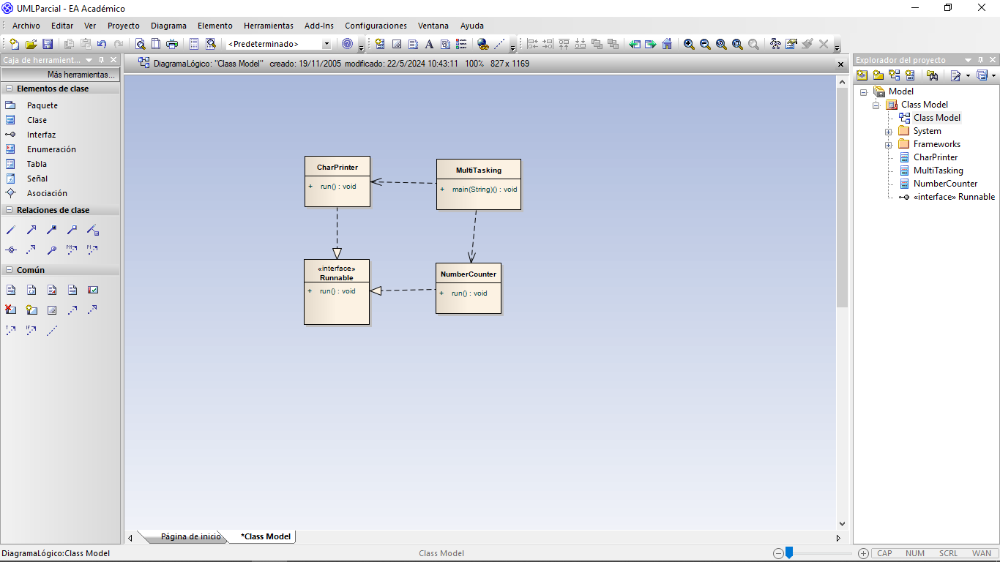 UMLParcial - EA Académico
Archivo Editar Ver Proyecto Diagrama Elemento Herramientas Add-Ins Configuraciones Ventana Ayuda
<Predeterminado>
Caja de herramient...
Más herramientas...
Elementos de clase
Paquete
Clase
Interfaz
Enumeración
Tabla
Señal
Asociación
Relaciones de clase
Común
DiagramaLógico: "Class Model" creado: 19/11/2005 modificado: 22/5/2024 10:43:11 100% 827 x 1169
CharPrinter
+ run() : void
MultiTasking
+ main(String)() : void
«interface»
Runnable
+ run() : void
NumberCounter
+ run() : void
Página de inicio
*Class Model
Explorador del proyecto
Model
Class Model
Class Model
System
Frameworks
CharPrinter
MultiTasking
NumberCounter
«interface» Runnable
DiagramaLógico:Class Model
Class Model
CAP NUM SCRL WAN